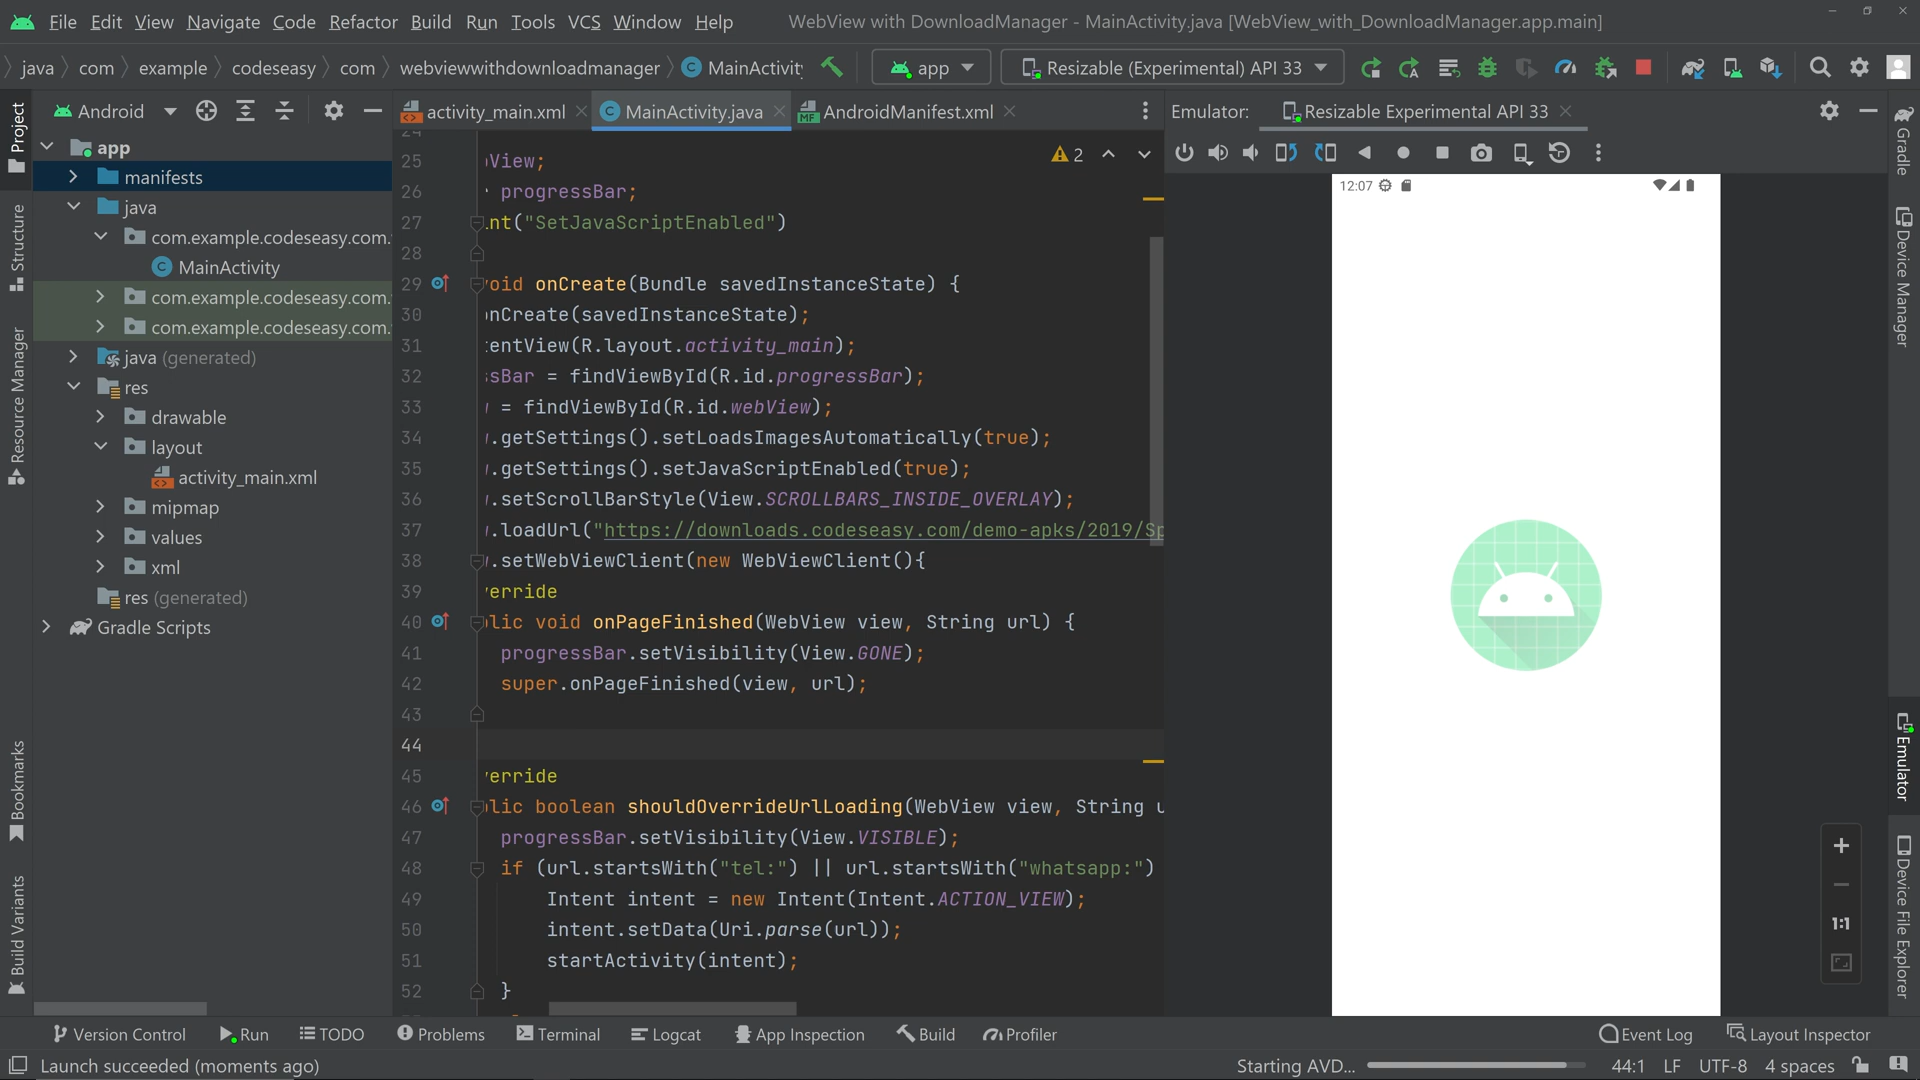 File Edit View Navigate Code Refactor Build Run Tools VCS Window Help WebView with DownloadManager - MainActivity.java [WebView_with_DownloadManager.app.main]
java com example codeseasy com webviewwithdownloadmanager MainActivity app Resizable (Experimental) API 33
Project
Structure
Resource Manager
Bookmarks
Build Variants
Android
app
manifests
java
com.example.codeseasy.com.
MainActivity
com.example.codeseasy.com.
com.example.codeseasy.com.
java (generated)
res
drawable
layout
activity_main.xml
mipmap
values
xml
res (generated)
Gradle Scripts
activity_main.xml MainActivity.java AndroidManifest.xml
2
24
25 View;
26 progressBar;
27 nt("SetJavaScriptEnabled")
28
29 void onCreate(Bundle savedInstanceState) {
30 onCreate(savedInstanceState);
31 tentView(R.layout.activity_main);
32 ssBar = findViewById(R.id.progressBar);
33 = findViewById(R.id.webView);
34 .getSettings().setLoadsImagesAutomatically(true);
35 .getSettings().setJavaScriptEnabled(true);
36 .setScrollBarStyle(View.SCROLLBARS_INSIDE_OVERLAY);
37 .loadUrl("https://downloads.codeseasy.com/demo-apks/2019/Sp
38 .setWebViewClient(new WebViewClient(){
39 verride
40 blic void onPageFinished(WebView view, String url) {
41 progressBar.setVisibility(View.GONE);
42 super.onPageFinished(view, url);
43
44
45 verride
46 blic boolean shouldOverrideUrlLoading(WebView view, String u
47 progressBar.setVisibility(View.VISIBLE);
48 if (url.startsWith("tel:") || url.startsWith("whatsapp:")
49 Intent intent = new Intent(Intent.ACTION_VIEW);
50 intent.setData(Uri.parse(url));
51 startActivity(intent);
52 }
Emulator: Resizable Experimental API 33
12:07
1:1
Gradle
Device Manager
Emulator
Device File Explorer
Version Control Run TODO Problems Terminal Logcat App Inspection Build Profiler Event Log Layout Inspector
Launch succeeded (moments ago) Starting AVD... 44:1 LF UTF-8 4 spaces